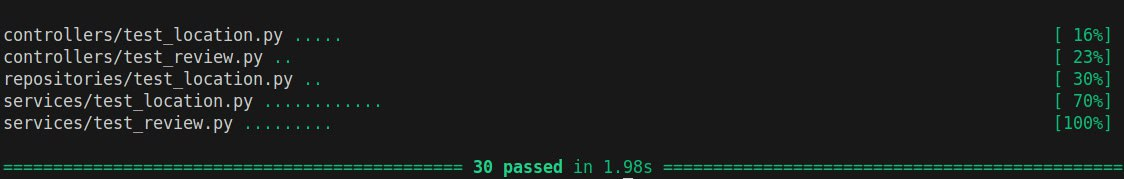 controllers/test_location.py ..... [ 16%]
controllers/test_review.py .. [ 23%]
repositories/test_location.py .. [ 30%]
services/test_location.py ............ [ 70%]
services/test_review.py ......... [100%]
============================================== 30 passed in 1.98s ==============================================